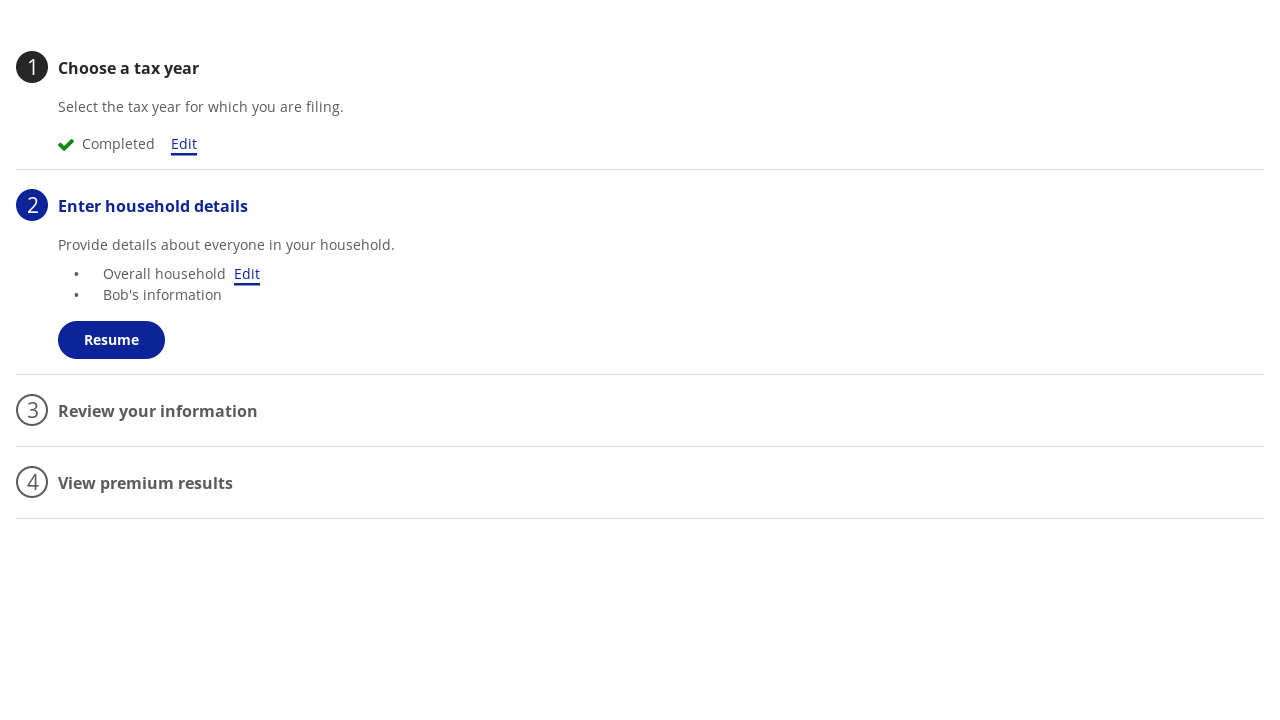 1 Choose a tax year
Select the tax year for which you are filing.
Completed Edit
2 Enter household details
Provide details about everyone in your household.
• Overall household Edit
• Bob's information
Resume
3 Review your information
4 View premium results